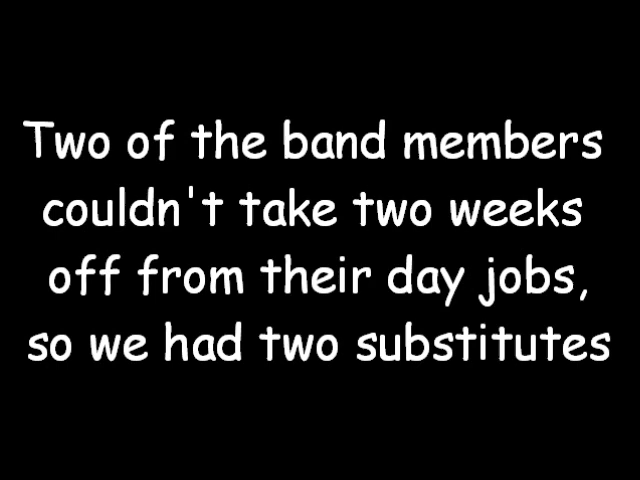 Two of the band members
couldn't take two weeks
off from their day jobs,
so we had two substitutes